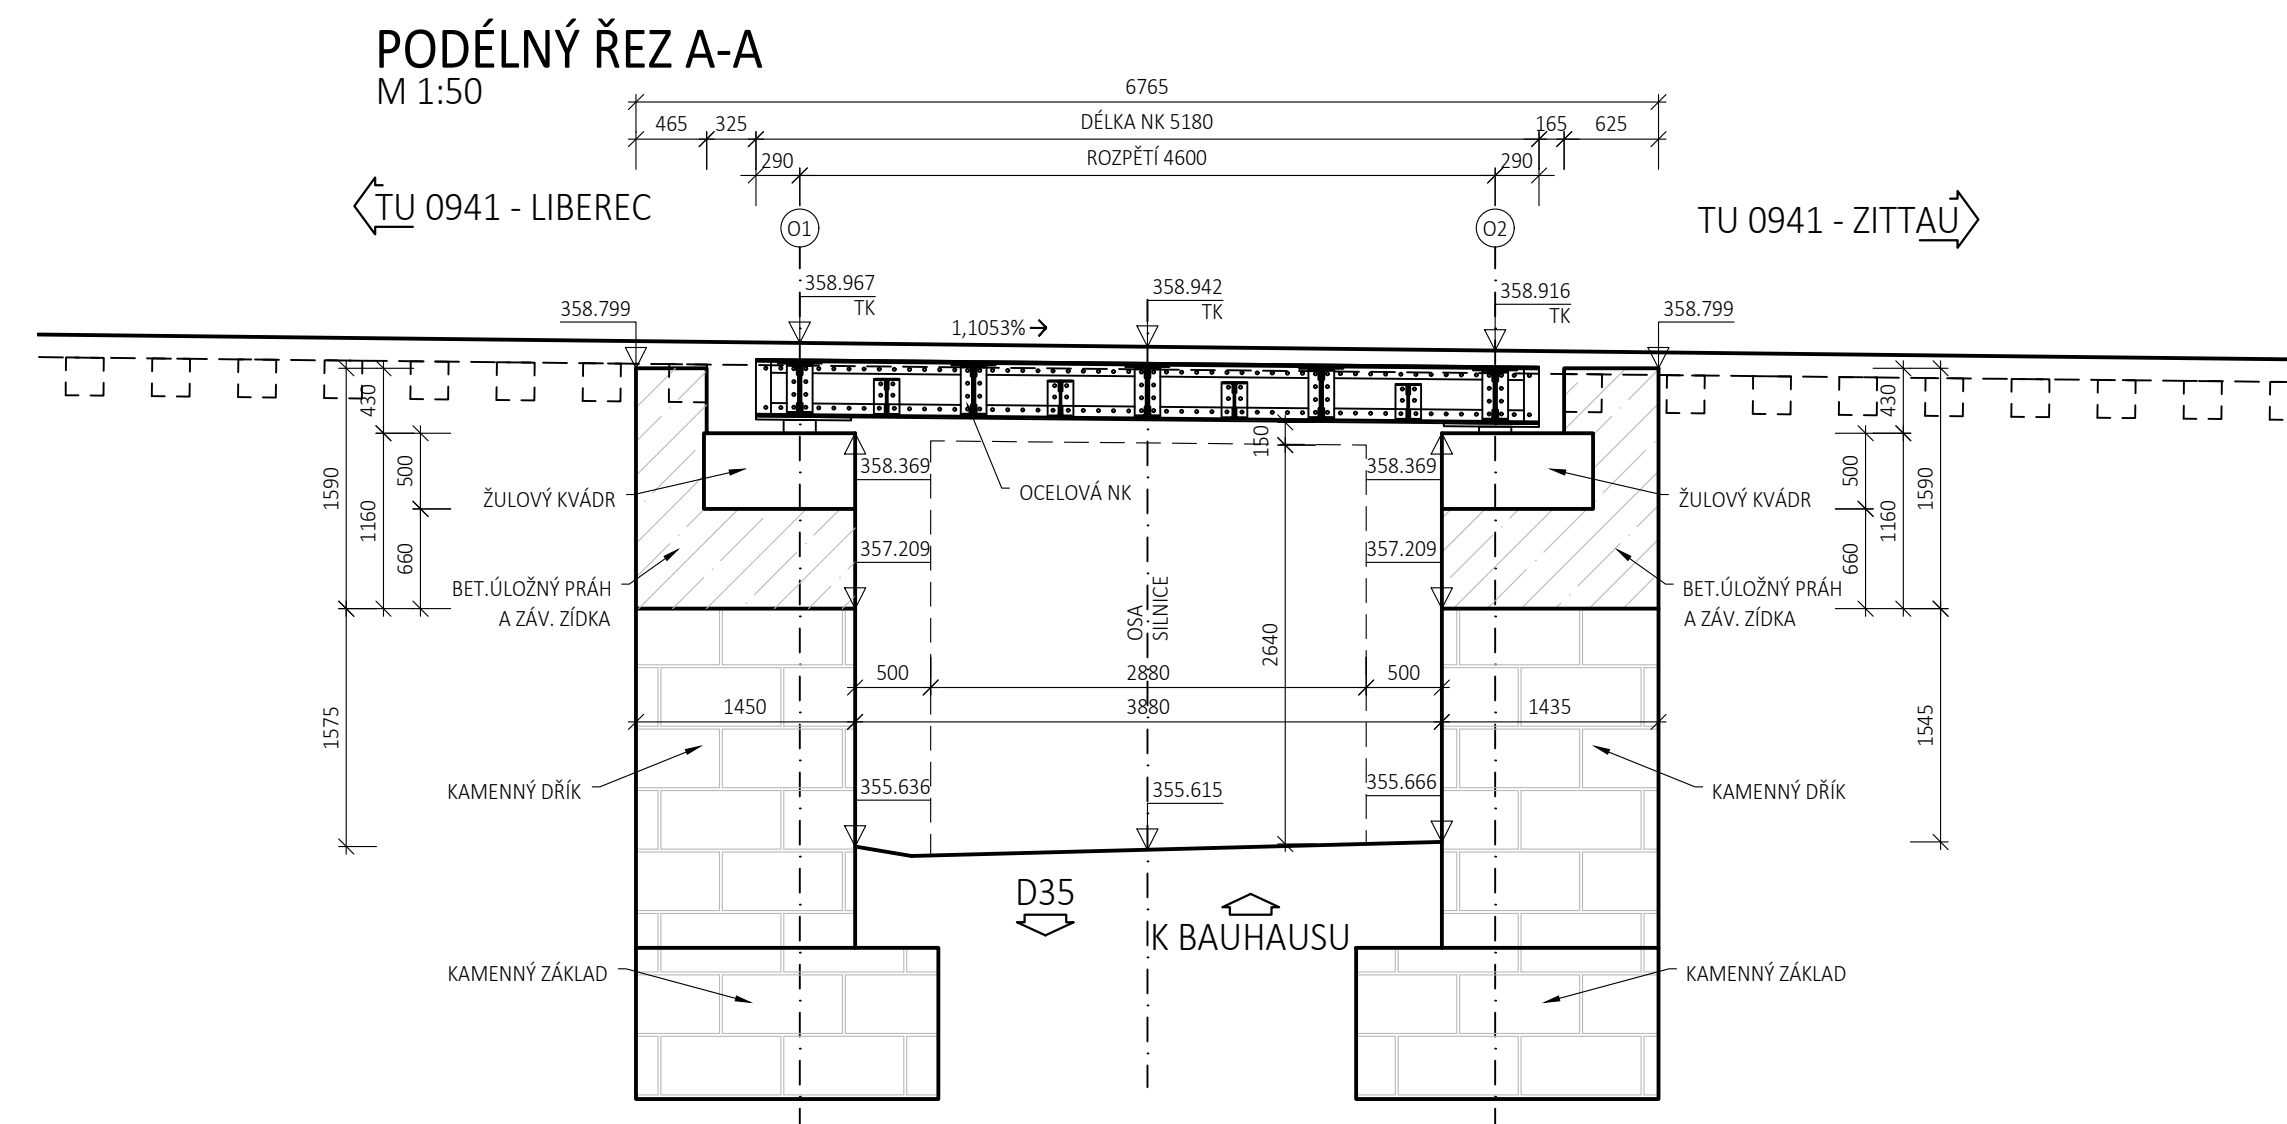 PODÉLNÝ ŘEZ A-A
M 1:50
6765
465
325
DÉLKA NK 5180
165
625
290
ROZPĚTÍ 4600
290
TU 0941 - LIBEREC
TU 0941 - ZITTAU
O1
O2
358.967
TK
358.942
TK
358.916
TK
358.799
358.799
1,1053%
430
430
150
358.369
358.369
500
500
1590
1590
OCELOVÁ NK
ŽULOVÝ KVÁDR
ŽULOVÝ KVÁDR
1160
1160
660
660
357.209
357.209
BET.ÚLOŽNÝ PRÁH
A ZÁV. ZÍDKA
BET.ÚLOŽNÝ PRÁH
A ZÁV. ZÍDKA
OSA
SILNICE
2640
500
2880
500
1450
3880
1435
1575
1545
KAMENNÝ DŘÍK
KAMENNÝ DŘÍK
355.636
355.615
355.666
D35
K BAUHAUSU
KAMENNÝ ZÁKLAD
KAMENNÝ ZÁKLAD